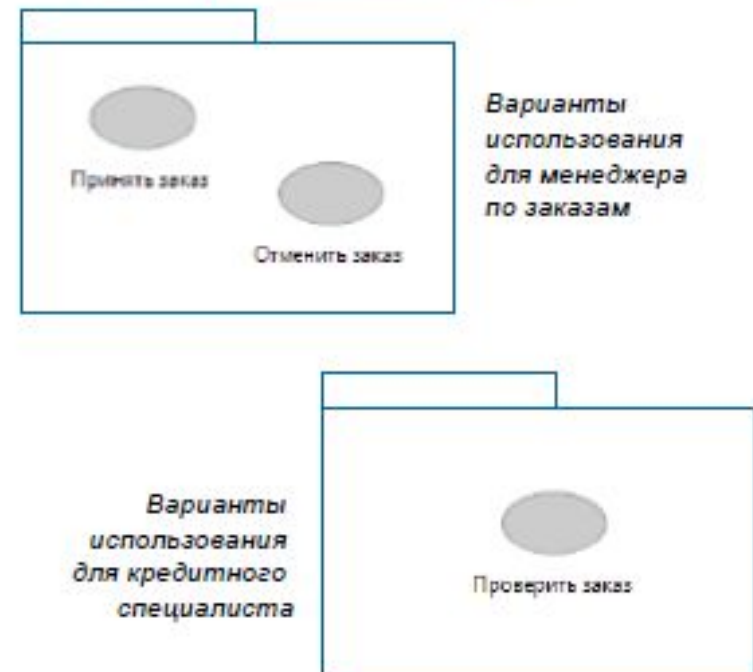 Принять заказ
Отменить заказ
Варианты
использования
для менеджера
по заказам
Варианты
использования
для кредитного
специалиста
Проверить заказ